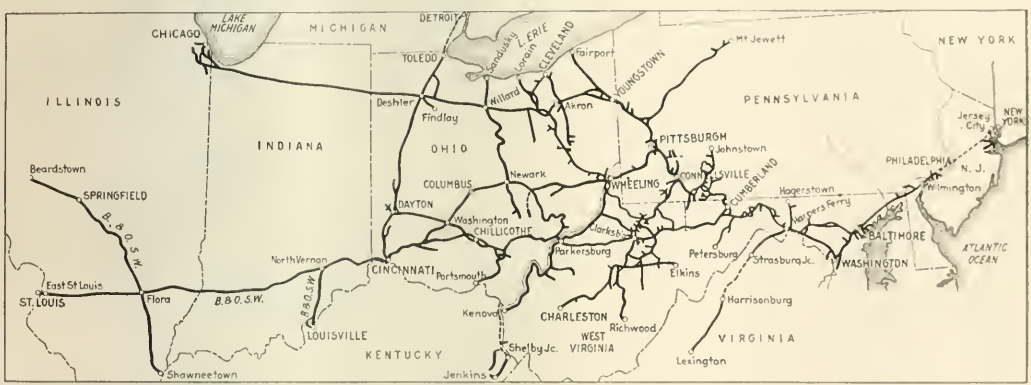 LAKE
MICHIGAN
MICHIGAN
DETROIT
CHICAGO
TOLEDO
L. ERIE
Sandusky
Lorain
CLEVELAND
Fairport
YOUNGSTOWN
Mt Jewett
NEW YORK
ILLINOIS
Deshler
Willard
Akron
PENNSYLVANIA
Findlay
Jersey
City
NEW
YORK
INDIANA
OHIO
PITTSBURGH
Johnstown
Beardstown
SPRINGFIELD
COLUMBUS
Newark
WHEELING
CONNELLSVILLE
CUMBERLAND
PHILADELPHIA
N. J.
Wilmington
Hagerstown
B. & O. S. W.
DAYTON
Washington
CHILLICOTHE
Clarksb
Harpers Ferry
BALTIMORE
North Vernon
CINCINNATI
Portsmouth
Parkersburg
Petersburg
Strasburg Jc.
WASHINGTON
ATLANTIC
OCEAN
East St Louis
ST. LOUIS
Flora
B.&O.S.W.
B.&O.S.W.
Elkins
Kenova
CHARLESTON
Richwood
Harrisonburg
LOUISVILLE
WEST
VIRGINIA
VIRGINIA
KENTUCKY
Shelby Jc.
Lexington
Shawneetown
Jenkins